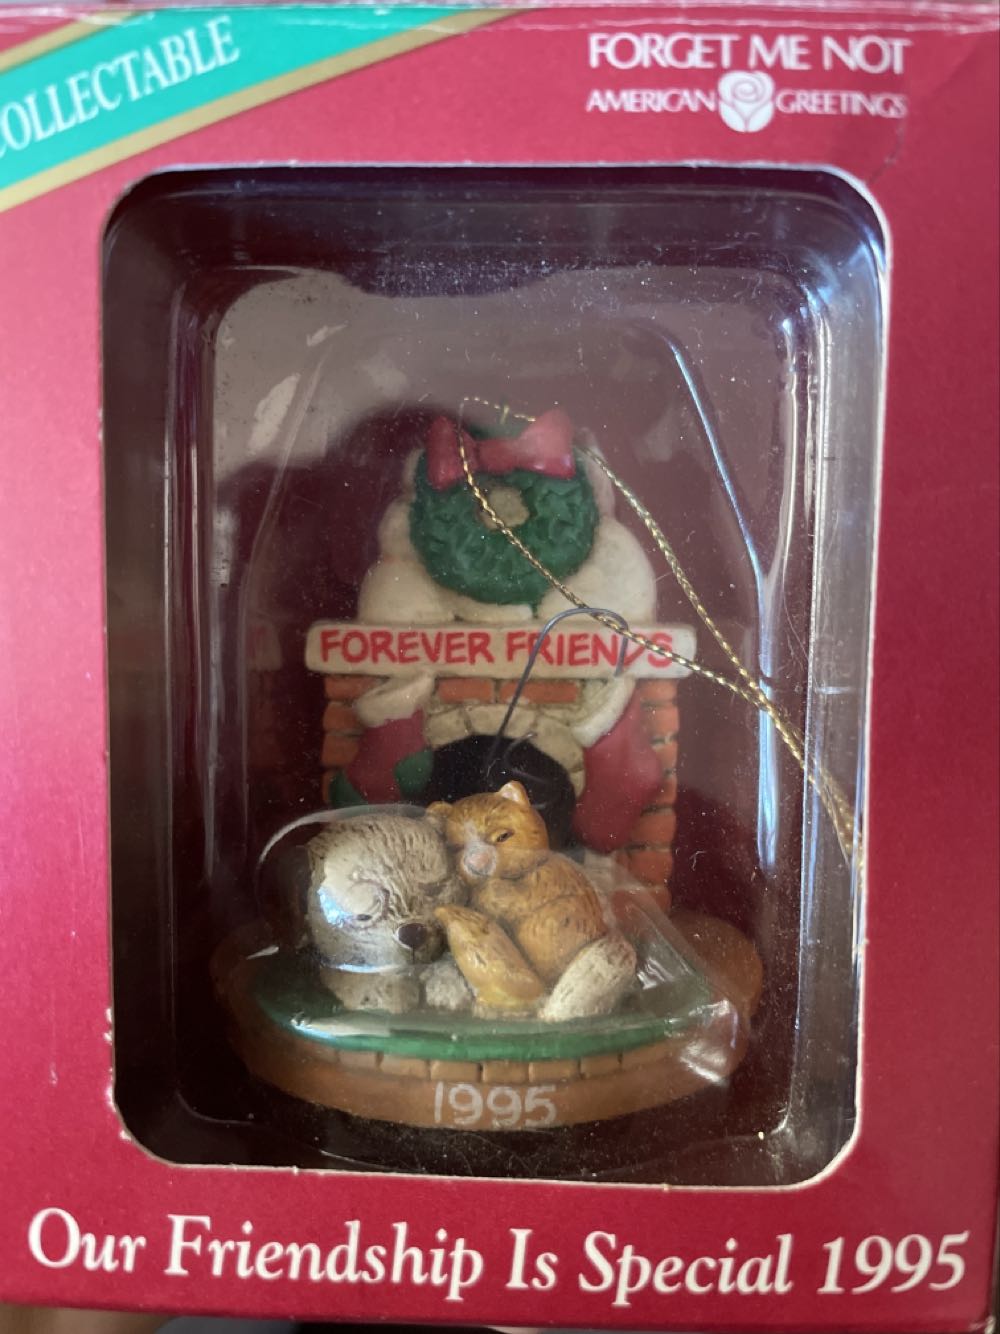 COLLECTABLE
FORGET ME NOT
AMERICAN GREETINGS
FOREVER FRIENDS
1995
Our Friendship Is Special 1995